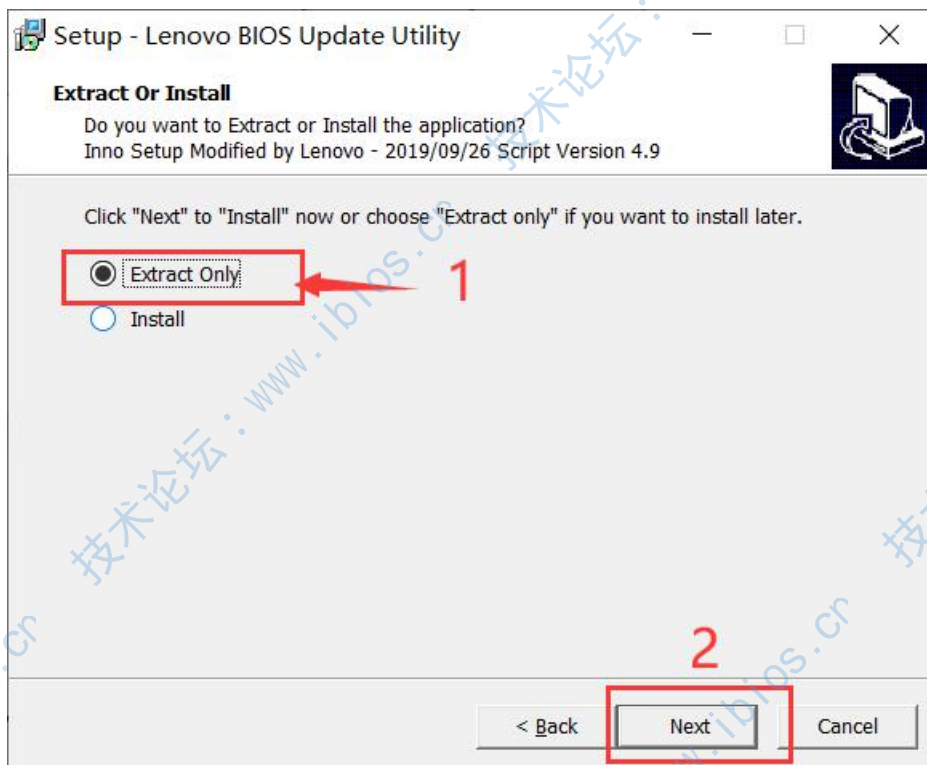 Setup - Lenovo BIOS Update Utility
Extract Or Install
Do you want to Extract or Install the application?
Inno Setup Modified by Lenovo - 2019/09/26 Script Version 4.9
Click "Next" to "Install" now or choose "Extract only" if you want to install later.
Extract Only
1
Install
技术论坛：www.ibios.cn
2
< Back
Next
Cancel